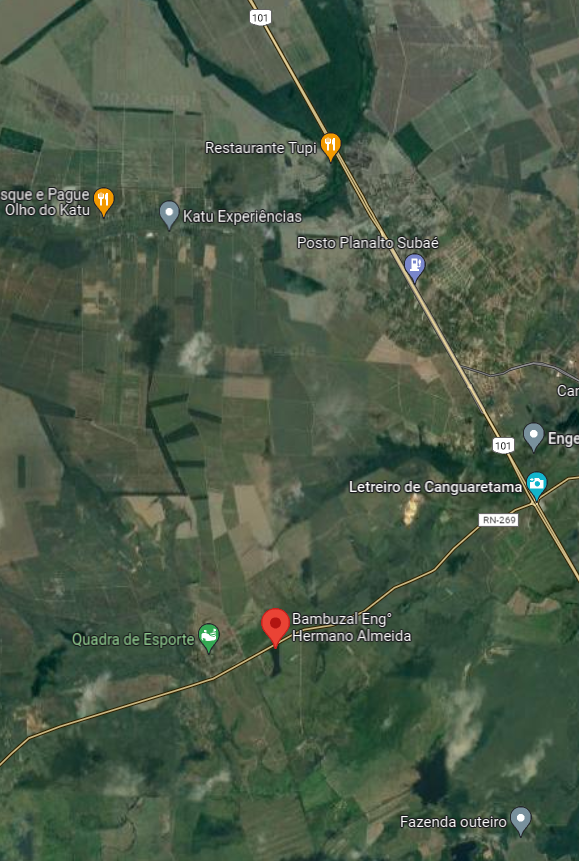 101
Restaurante Tupi
sque e Pague
Olho do Katu
Katu Experiências
Posto Planalto Subaé
Car
101
Enge
Letreiro de Canguaretama
RN-269
Bambuzal Eng°
Hermano Almeida
Quadra de Esporte
Fazenda outeiro